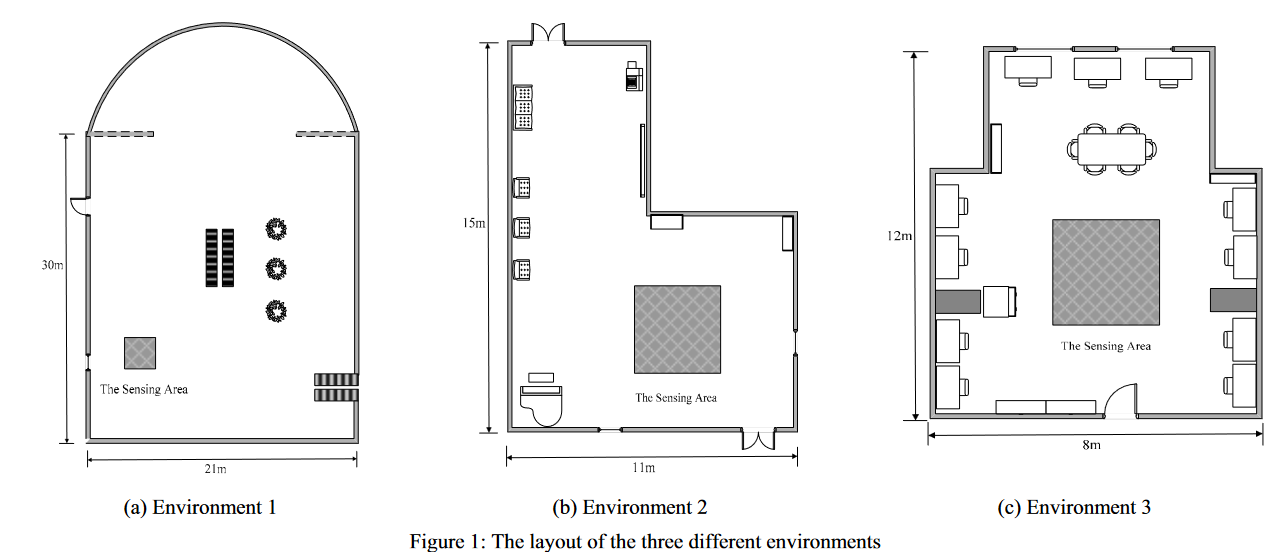 30m
The Sensing Area
21m
(a) Environment 1
15m
The Sensing Area
11m
(b) Environment 2
12m
The Sensing Area
8m
(c) Environment 3
Figure 1: The layout of the three different environments